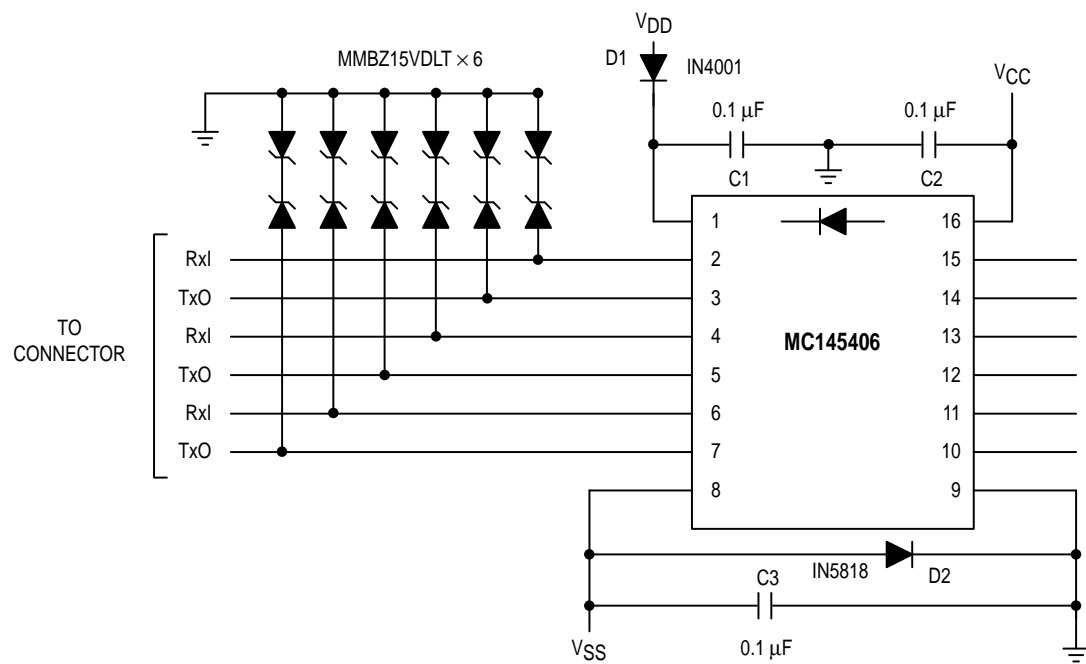 VDD
MMBZ15VDLT × 6
D1
IN4001
VCC
0.1 μF
0.1 μF
C1
C2
1
16
RxI
2
15
TxO
3
14
TO
CONNECTOR
RxI
4
MC145406
13
TxO
5
12
RxI
6
11
TxO
7
10
8
9
IN5818
D2
C3
VSS
0.1 μF